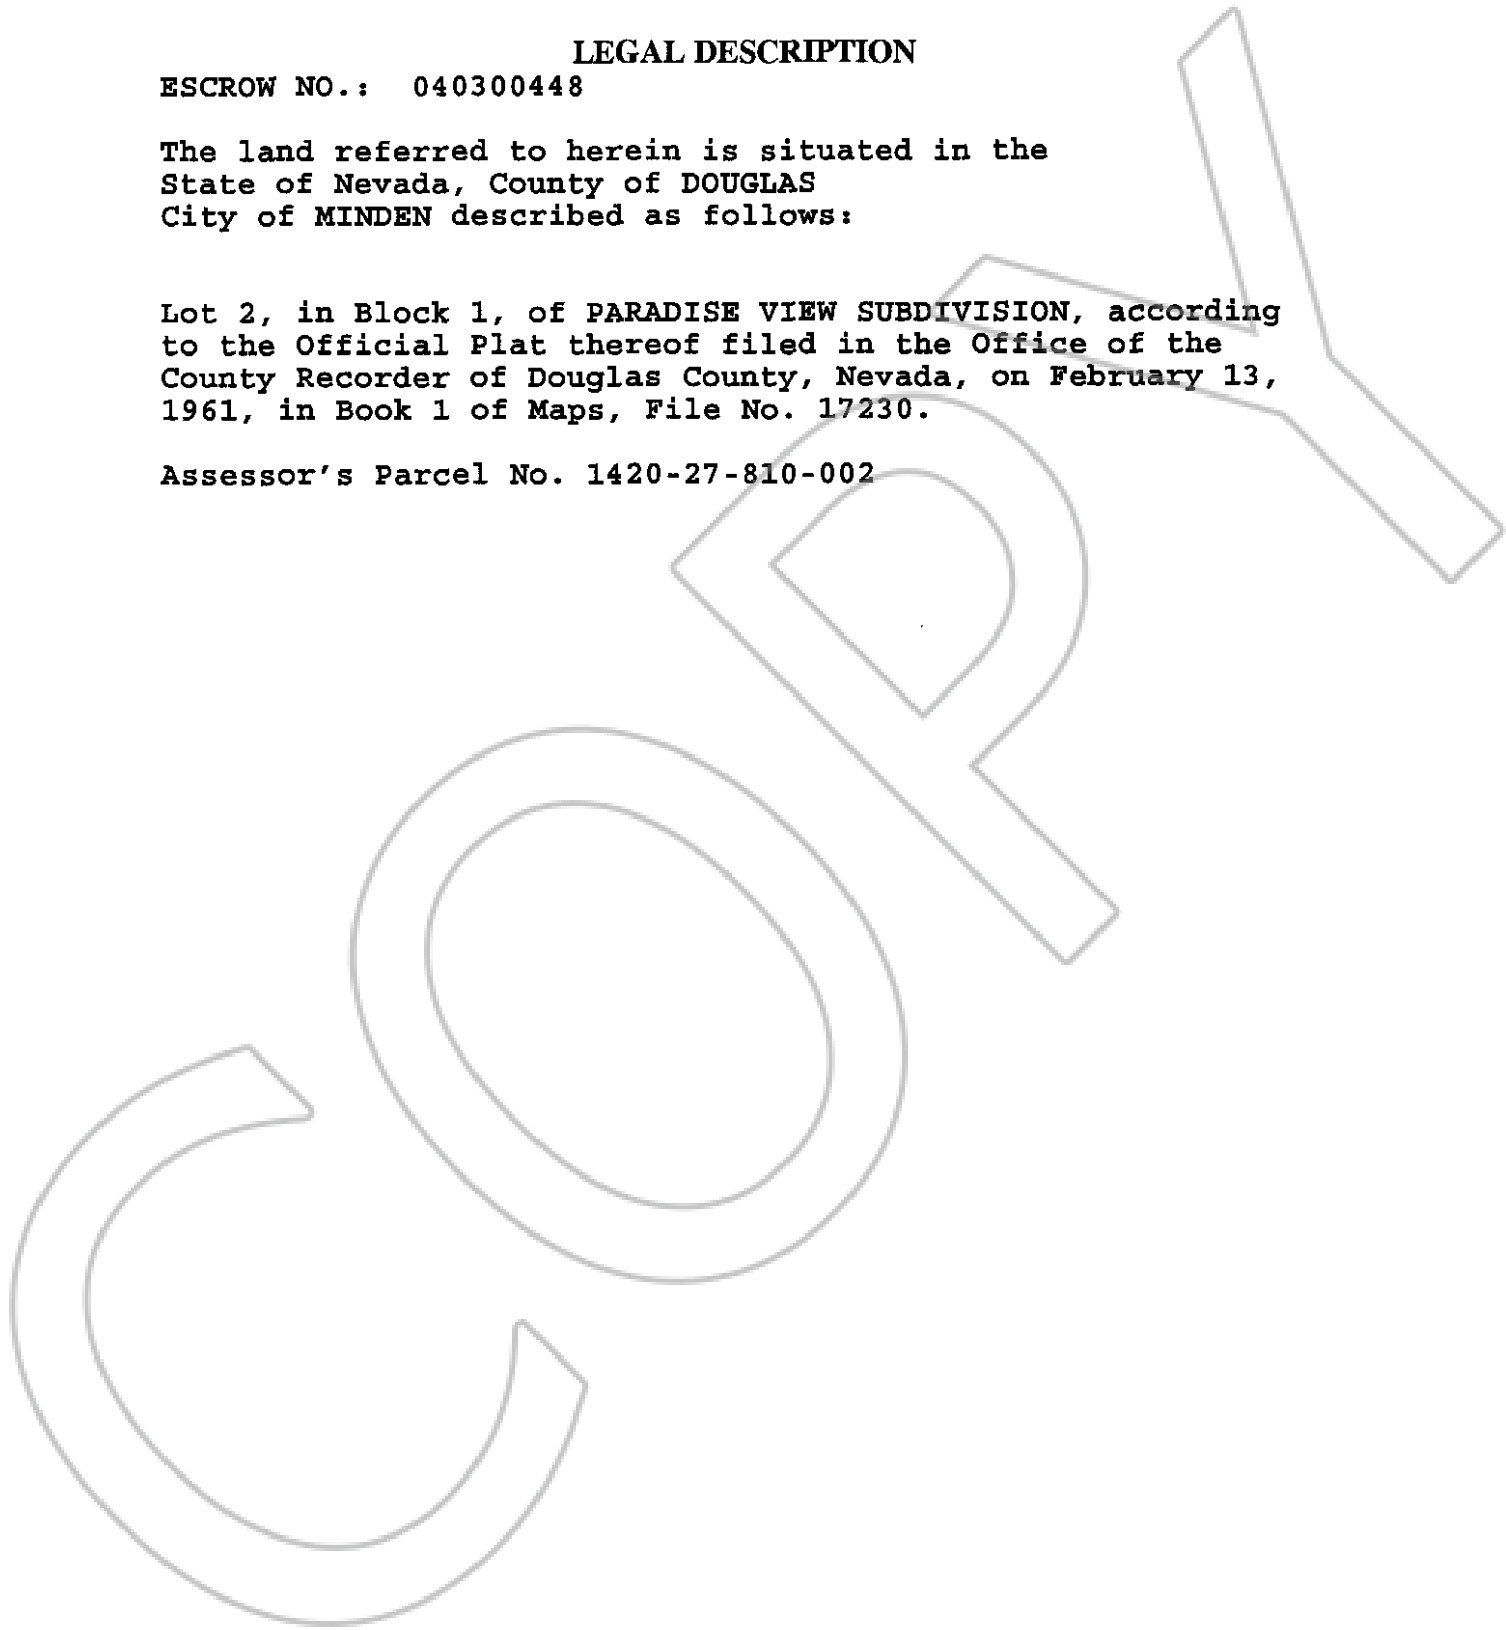 LEGAL DESCRIPTION
ESCROW NO.: 040300448
The land referred to herein is situated in the
State of Nevada, County of DOUGLAS
City of MINDEN described as follows:
Lot 2, in Block 1, of PARADISE VIEW SUBDIVISION, according
to the Official Plat thereof filed in the Office of the
County Recorder of Douglas County, Nevada, on February 13,
1961, in Book 1 of Maps, File No. 17230.
Assessor's Parcel No. 1420-27-810-002
COPY